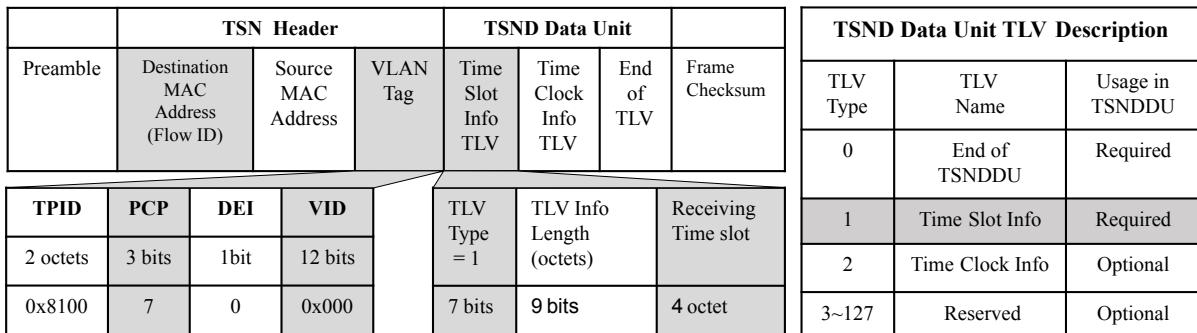 TSN Header
TSND Data Unit
Preamble
Destination
MAC
Address
(Flow ID)
Source
MAC
Address
VLAN
Tag
Time
Slot
Info
TLV
Time
Clock
Info
TLV
End
of
TLV
Frame
Checksum
TPID PCP DEI VID
2 octets 3 bits 1bit 12 bits
0x8100 7 0 0x000
TLV
Type
= 1
TLV Info
Length
(octets)
Receiving
Time slot
7 bits 9 bits 4 octet
TSND Data Unit TLV Description
TLV
Type
TLV
Name
Usage in
TSNDDU
0
End of
TSNDDU
Required
1 Time Slot Info Required
2 Time Clock Info Optional
3~127 Reserved Optional